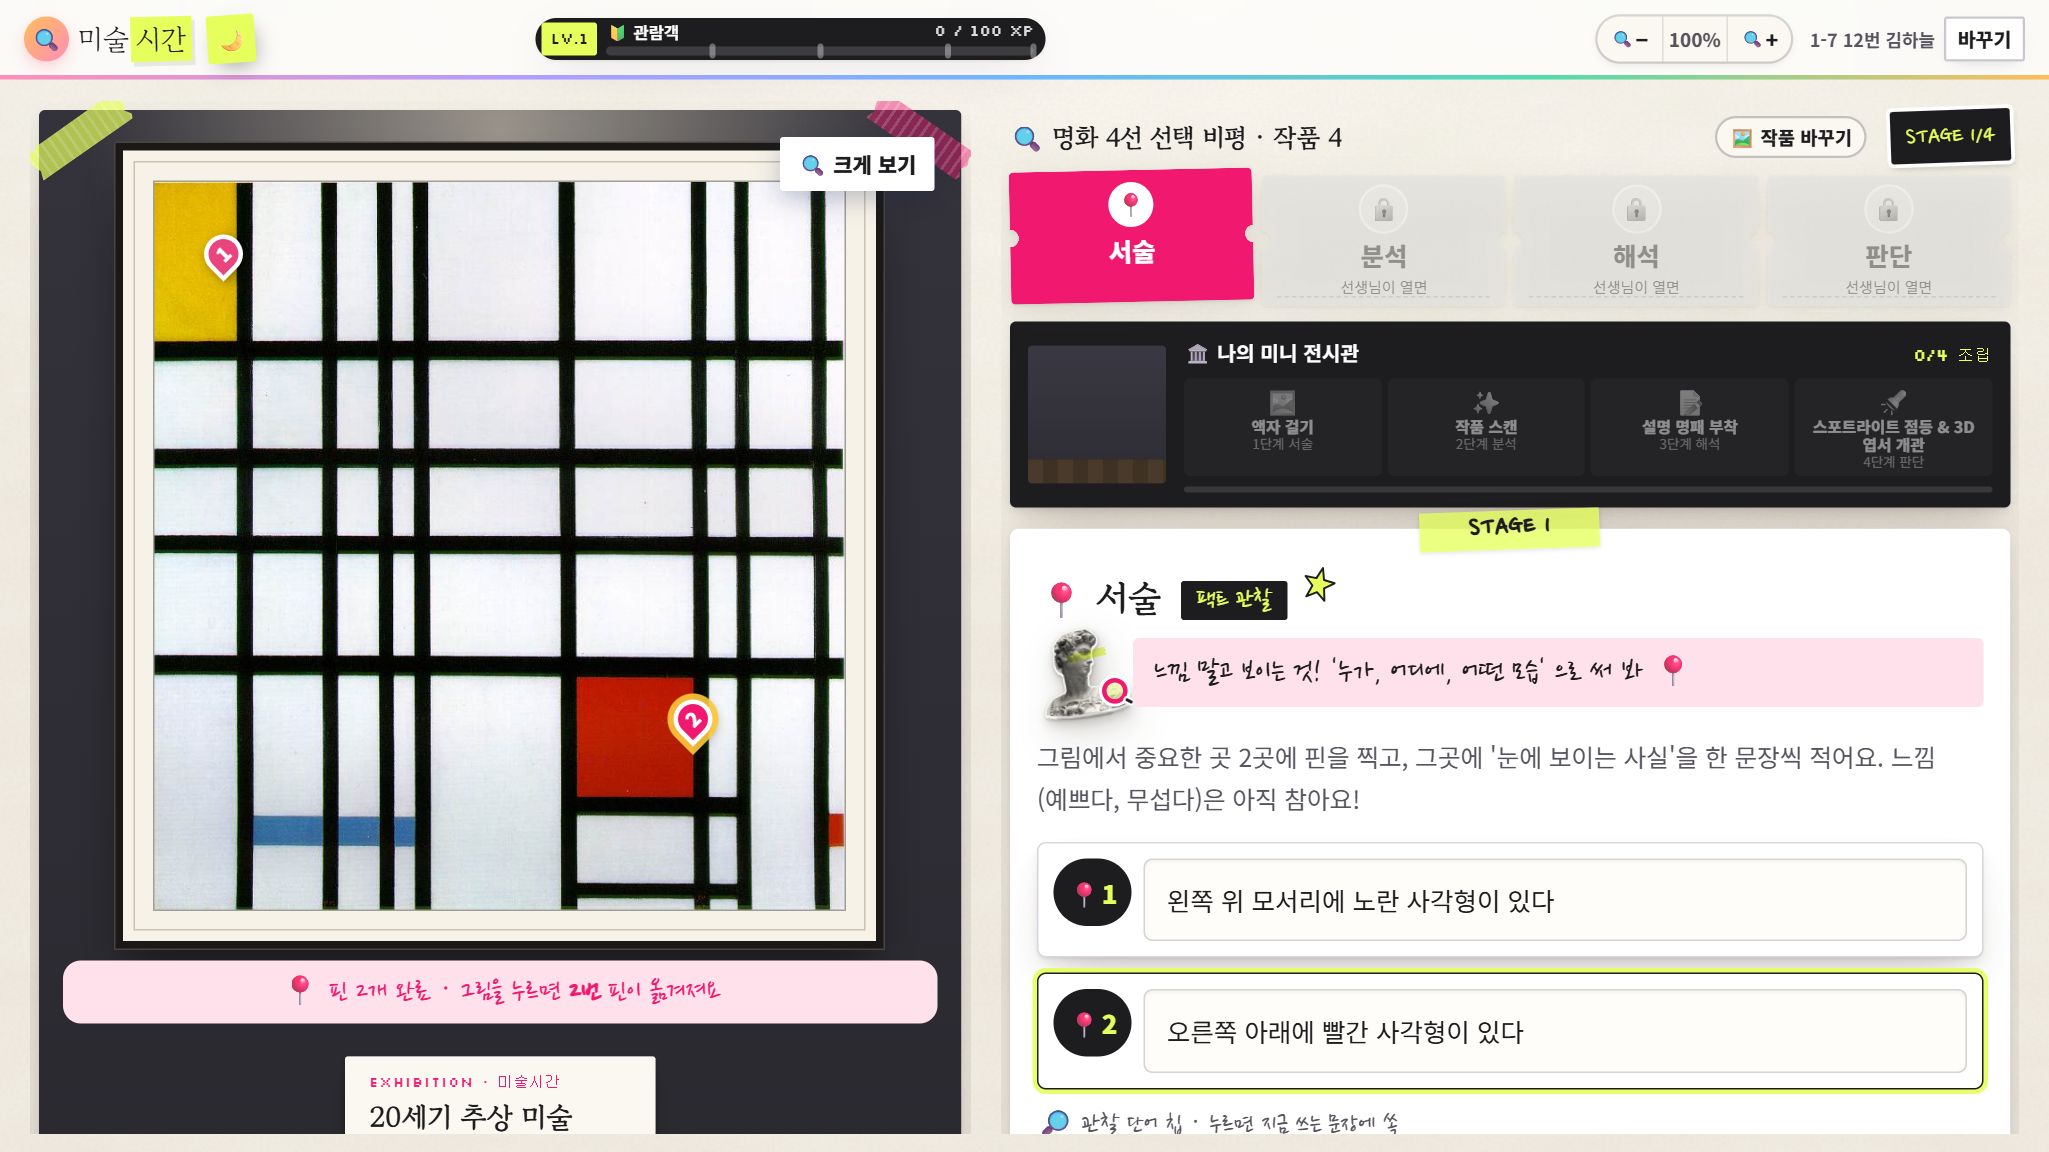 미술 시간
LV.1 관람객 0 / 100 XP
100%
1-7 12번 김하늘 바꾸기
크게 보기
1
2
핀 2개 완료 · 그림을 누르면 2번 핀이 옮겨져요
EXHIBITION · 미술시간
20세기 추상 미술
명화 4선 선택 비평 · 작품 4
작품 바꾸기
STAGE 1/4
서술
분석
선생님이 열면
해석
선생님이 열면
판단
선생님이 열면
나의 미니 전시관
0/4 조립
액자 걸기
1단계 서술
작품 스캔
2단계 분석
설명 명패 부착
3단계 해석
스포트라이트 점등 & 3D
엽서 개관
4단계 판단
STAGE 1
서술 팩트 관찰
느낌 말고 보이는 것! '누가, 어디에, 어떤 모습' 으로 써 봐
그림에서 중요한 곳 2곳에 핀을 찍고, 그곳에 '눈에 보이는 사실'을 한 문장씩 적어요. 느낌
(예쁘다, 무섭다)은 아직 참아요!
1 왼쪽 위 모서리에 노란 사각형이 있다
2 오른쪽 아래에 빨간 사각형이 있다
관찰 단어 칩 · 누르면 지금 쓰는 문장에 쏙